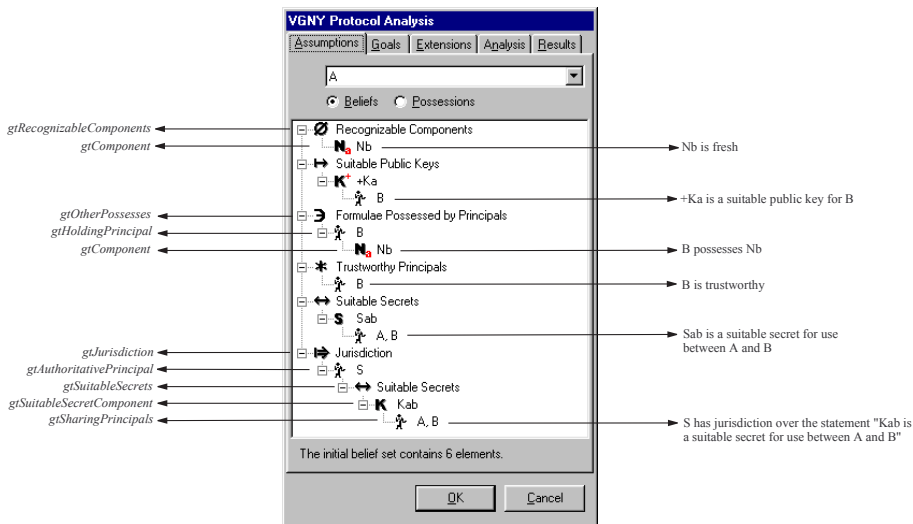 VGNY Protocol Analysis
Assumptions Goals Extensions Analysis Results
A
Beliefs Possessions
gtRecognizableComponents
Recognizable Components
gtComponent
Na Nb
Nb is fresh
Suitable Public Keys
K+ +Ka
B
+Ka is a suitable public key for B
gtOtherPossesses
Formulae Possessed by Principals
gtHoldingPrincipal
B
gtComponent
Na Nb
B possesses Nb
Trustworthy Principals
B
B is trustworthy
Suitable Secrets
S Sab
A, B
Sab is a suitable secret for use
between A and B
gtJurisdiction
Jurisdiction
gtAuthoritativePrincipal
S
gtSuitableSecrets
Suitable Secrets
gtSuitableSecretComponent
K Kab
gtSharingPrincipals
A, B
S has jurisdiction over the statement "Kab is
a suitable secret for use between A and B"
The initial belief set contains 6 elements.
OK Cancel